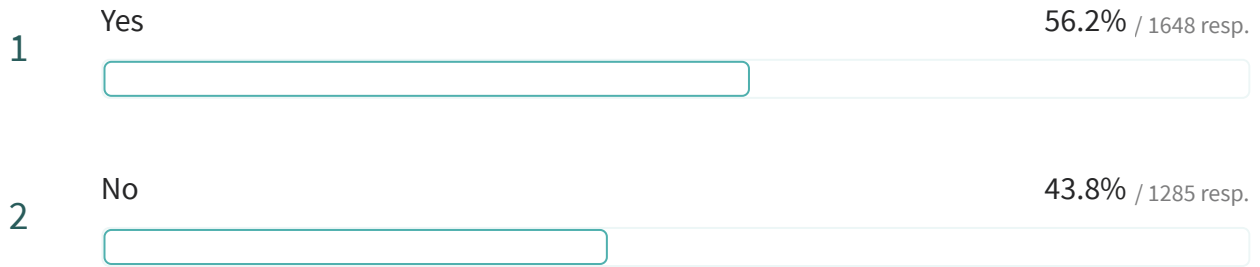 1
Yes
56.2% / 1648 resp.
2
No
43.8% / 1285 resp.